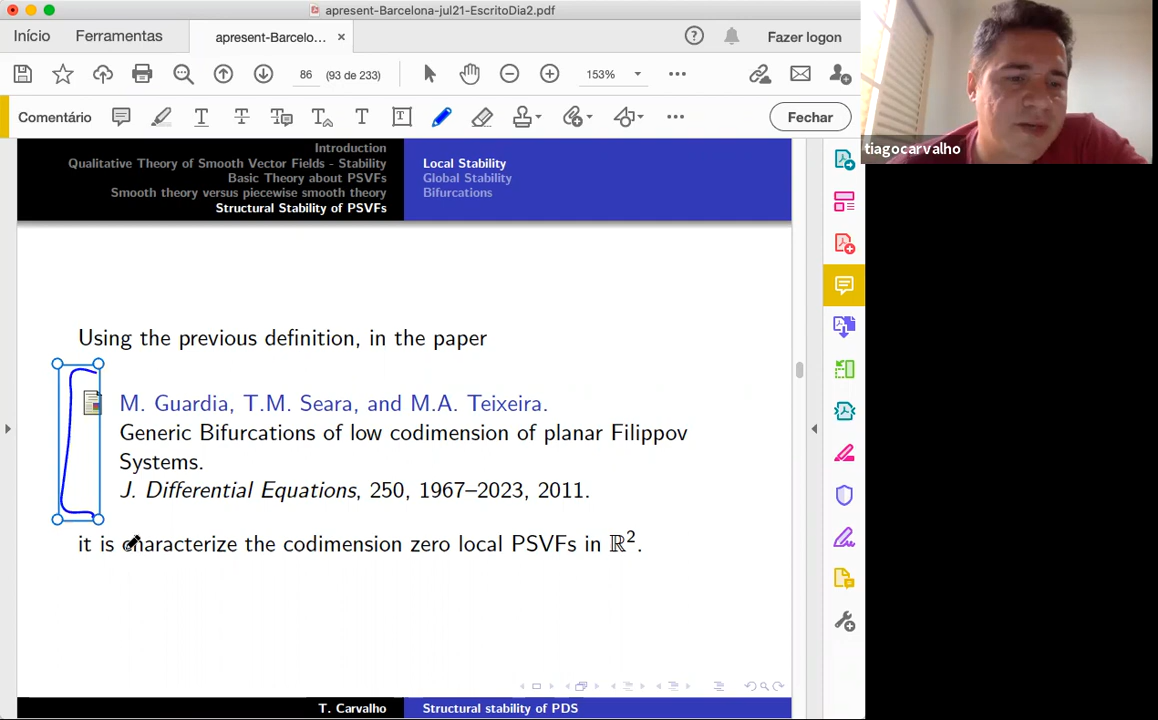 apresent-Barcelona-jul21-EscritoDia2.pdf
Início Ferramentas apresent-Barcelo... × Fazer logon
86 (93 de 233) 153%
Comentário Fechar
tiagocarvalho
Introduction
Qualitative Theory of Smooth Vector Fields - Stability
Basic Theory about PSVFs
Smooth theory versus piecewise smooth theory
Structural Stability of PSVFs
Local Stability
Global Stability
Bifurcations
Using the previous definition, in the paper
M. Guardia, T.M. Seara, and M.A. Teixeira.
Generic Bifurcations of low codimension of planar Filippov
Systems.
J. Differential Equations, 250, 1967–2023, 2011.
it is characterize the codimension zero local PSVFs in ℝ².
T. Carvalho Structural stability of PDS